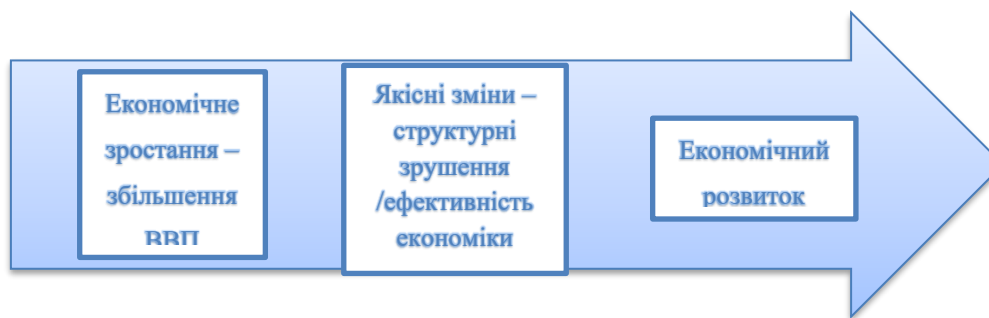 Економічне
зростання –
збільшення
ВВП
Якісні зміни –
структурні
зрушення
/ефективність
економіки
Економічний
розвиток